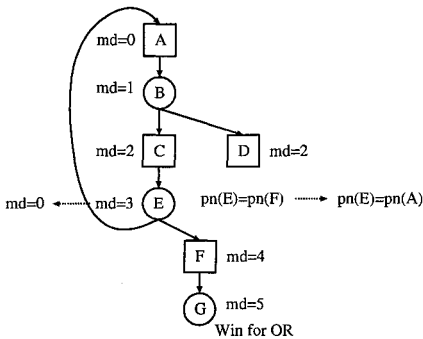 md=0 A
md=1 B
md=2 C D md=2
md=0 md=3 E pn(E)=pn(F) pn(E)=pn(A)
F md=4
G md=5
Win for OR